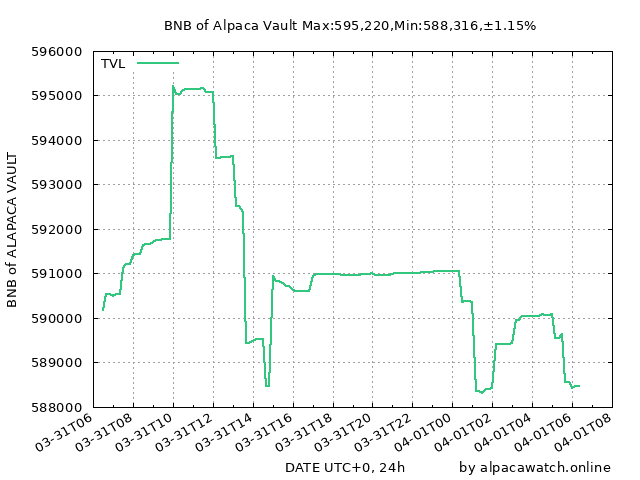 BNB of Alpaca Vault Max:595,220,Min:588,316,±1.15%
TVL
BNB of ALAPACA VAULT
596000
595000
594000
593000
592000
591000
590000
589000
588000
03-31T06
03-31T08
03-31T10
03-31T12
03-31T14
03-31T16
03-31T18
03-31T20
03-31T22
04-01T00
04-01T02
04-01T04
04-01T06
04-01T08
DATE UTC+0, 24h
by alpacawatch.online